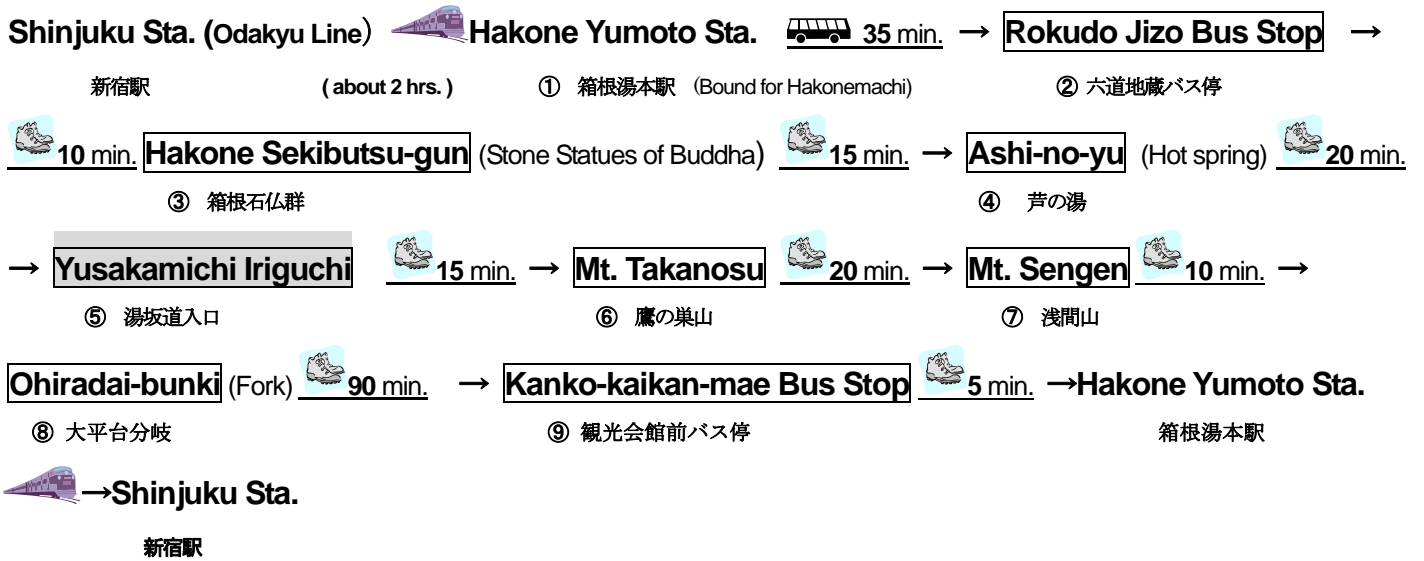 Shinjuku Sta. (Odakyu Line） Hakone Yumoto Sta. 35 min. → Rokudo Jizo Bus Stop →
新宿駅 ( about 2 hrs. ) ① 箱根湯本駅 （Bound for Hakonemachi) ② 六道地蔵バス停
10 min. Hakone Sekibutsu-gun (Stone Statues of Buddha) 15 min. → Ashi-no-yu (Hot spring) 20 min.
③ 箱根石仏群 ④ 芦の湯
→ Yusakamichi Iriguchi 15 min. → Mt. Takanosu 20 min. → Mt. Sengen 10 min. →
⑤ 湯坂道入口 ⑥ 鷹の巣山 ⑦ 浅間山
Ohiradai-bunki (Fork) 90 min. → Kanko-kaikan-mae Bus Stop 5 min. →Hakone Yumoto Sta.
⑧ 大平台分岐 ⑨ 観光会館前バス停 箱根湯本駅
→Shinjuku Sta.
新宿駅